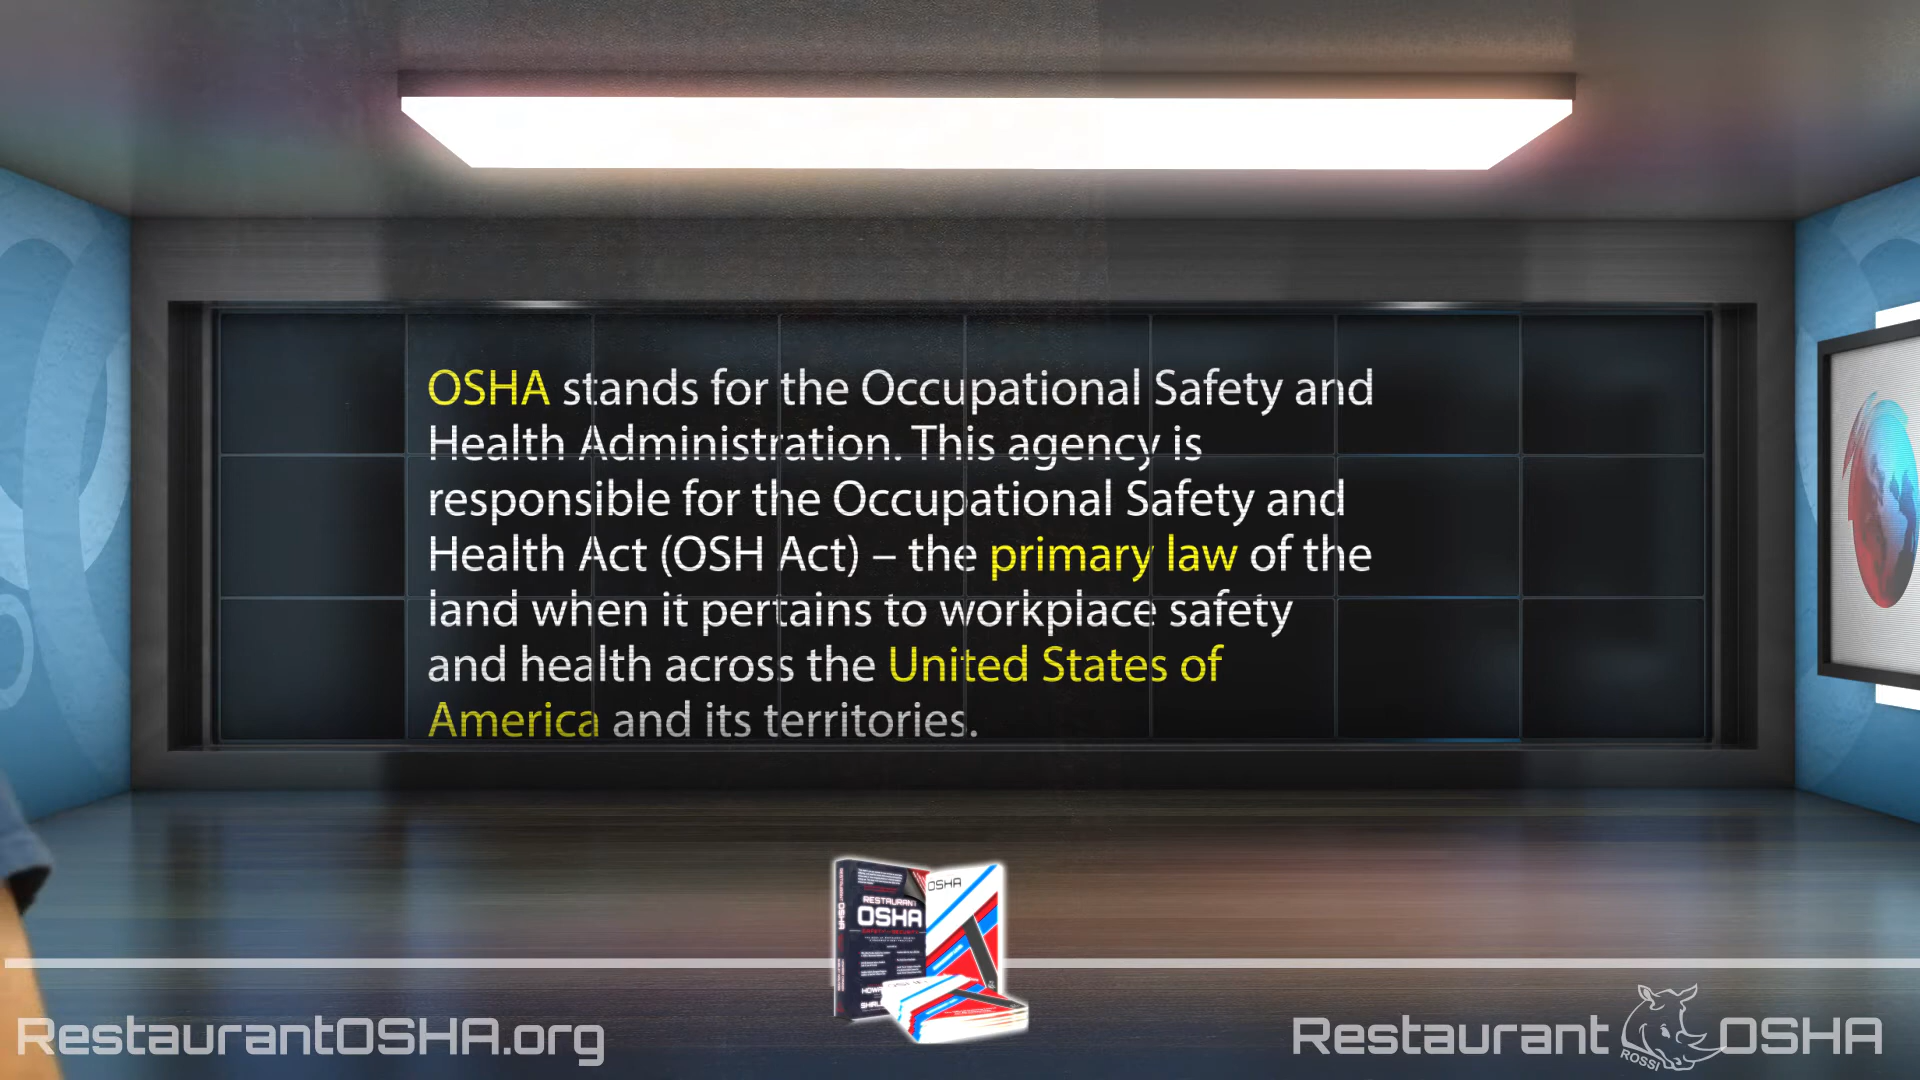 OSHA stands for the Occupational Safety and
Health Administration. This agency is
responsible for the Occupational Safety and
Health Act (OSH Act) – the primary law of the
land when it pertains to workplace safety
and health across the United States of
America and its territories.
OSHA
RESTAURANT
OSHA
RestaurantOSHA.org
Restaurant OSHA
ROSSI